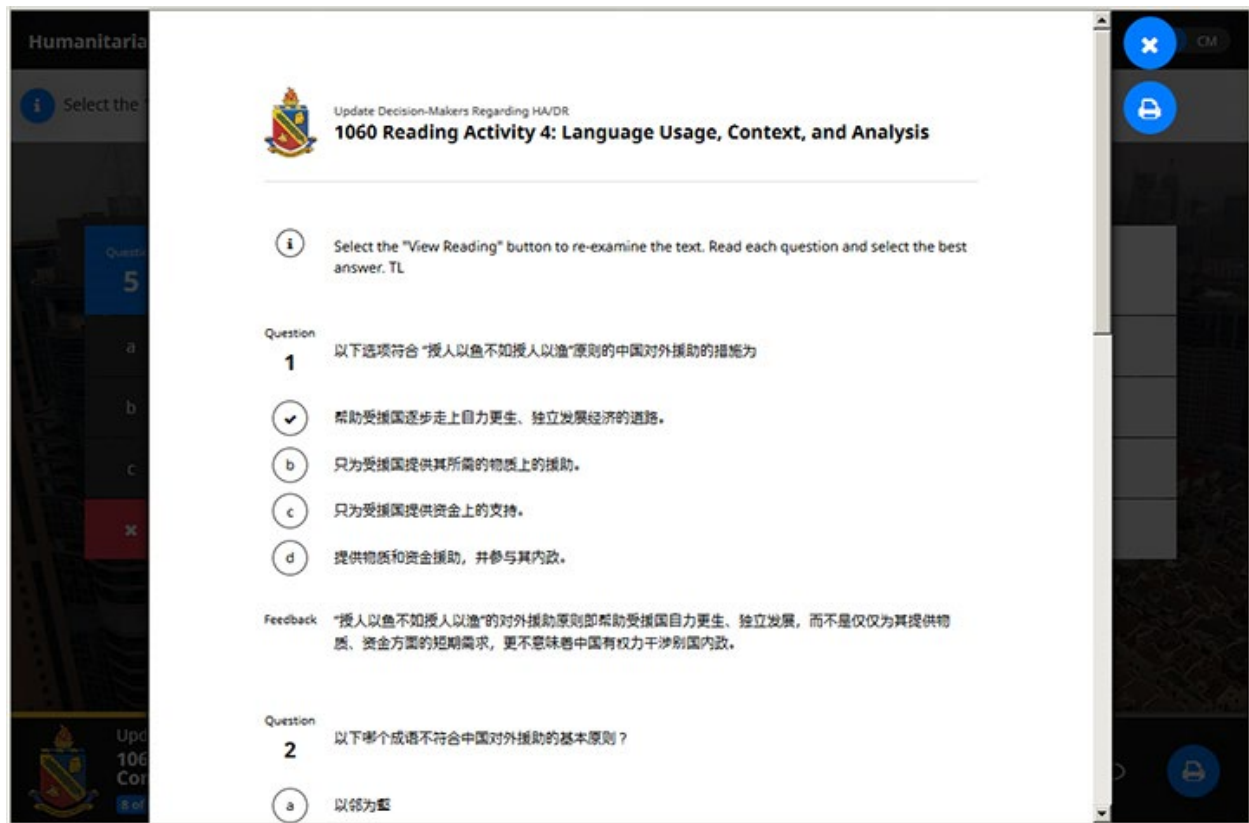 Humanitaria
CM
Select the
Update Decision-Makers Regarding HA/DR
1060 Reading Activity 4: Language Usage, Context, and Analysis
Select the "View Reading" button to re-examine the text. Read each question and select the best
answer. TL
Question
5
a
b
c
Question
1
以下选项符合 "授人以鱼不如授人以渔"原则的中国对外援助的措施为
帮助受援国逐步走上自力更生、独立发展经济的道路。
b
只为受援国提供其所需的物质上的援助。
c
只为受援国提供资金上的支持。
d
提供物质和资金援助，并参与其内政。
Feedback
"授人以鱼不如授人以渔"的对外援助原则即帮助受援国自力更生、独立发展，而不是仅仅为其提供物
质、资金方面的短期需求，更不意味着中国有权力干涉别国内政。
Question
2
以下哪个成语不符合中国对外援助的基本原则？
a
以邻为壑
Upd
106
Con
8 of